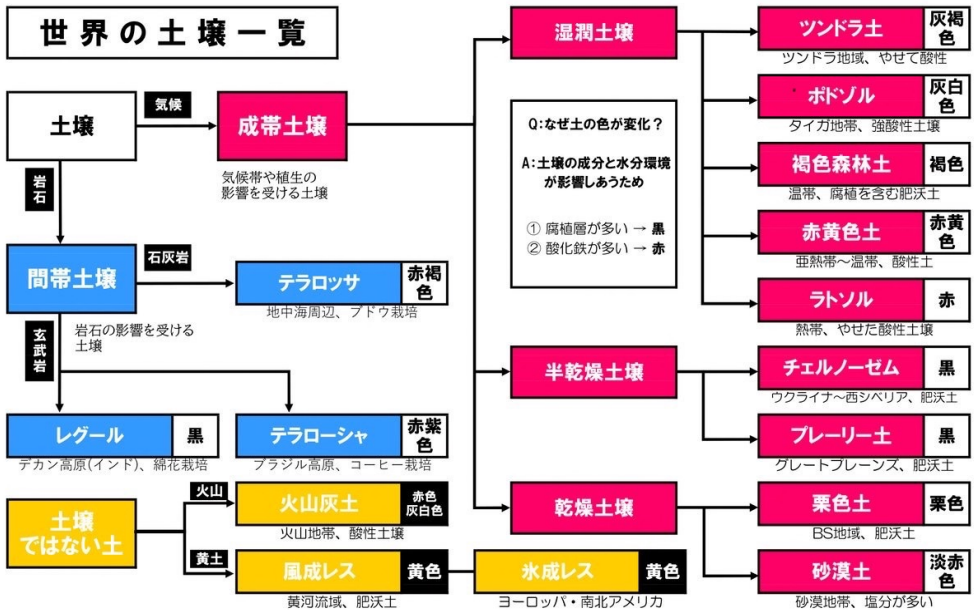 世界の土壌一覧
土壌
気候
成帯土壌
気候帯や植生の
影響を受ける土壌
岩石
間帯土壌
岩石の影響を受ける
土壌
石灰岩
テラロッサ
赤褐色
地中海周辺、ブドウ栽培
玄武岩
レグール
黒
デカン高原(インド)、綿花栽培
テラローシャ
赤紫色
ブラジル高原、コーヒー栽培
土壌
ではない土
火山
火山灰土
赤色
灰白色
火山地帯、酸性土壌
黄土
風成レス
黄色
黄河流域、肥沃土
氷成レス
黄色
ヨーロッパ・南北アメリカ
Q:なぜ土の色が変化？
A:土壌の成分と水分環境
が影響しあうため
① 腐植層が多い → 黒
② 酸化鉄が多い → 赤
湿潤土壌
ツンドラ土
灰褐色
ツンドラ地域、やせて酸性
ポドゾル
灰白色
タイガ地帯、強酸性土壌
褐色森林土
褐色
温帯、腐植を含む肥沃土
赤黄色土
赤黄色
亜熱帯～温帯、酸性土
ラトソル
赤
熱帯、やせた酸性土壌
半乾燥土壌
チェルノーゼム
黒
ウクライナ～西シベリア、肥沃土
プレーリー土
黒
グレートプレーンズ、肥沃土
乾燥土壌
栗色土
栗色
BS地域、肥沃土
砂漠土
淡赤色
砂漠地帯、塩分が多い